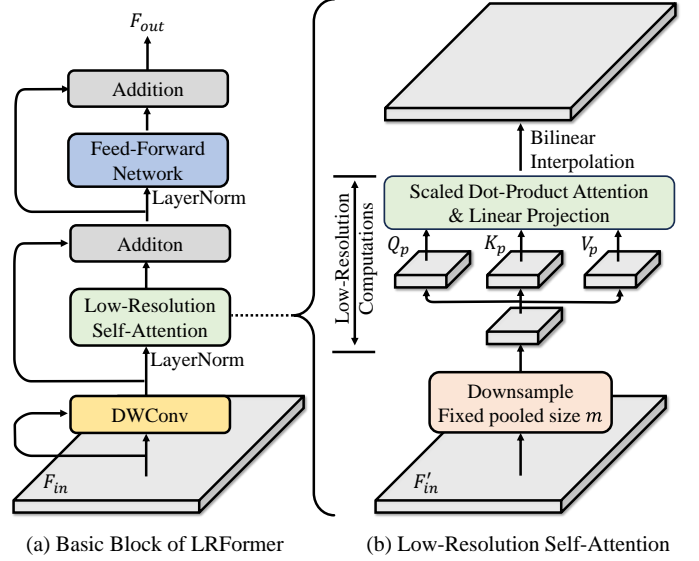 F_out
Addition
Feed-Forward
Network
LayerNorm
Additon
Low-Resolution
Self-Attention
LayerNorm
DWConv
F_in
(a) Basic Block of LRFormer
Bilinear
Interpolation
Scaled Dot-Product Attention
& Linear Projection
Q_p
K_p
V_p
Low-Resolution
Computations
Downsample
Fixed pooled size m
F'_in
(b) Low-Resolution Self-Attention